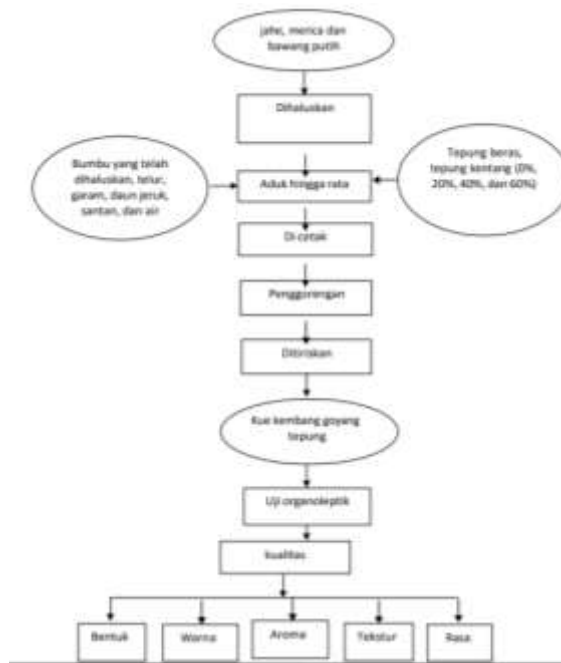 jahe, merica dan
bawang putih
Dihaluskan
Bumbu yang telah
dihaluskan, telur,
garam, daun jeruk,
santan, dan air
Aduk hingga rata
Tepung beras,
tepung kentang (0%,
20%, 40%, dan 60%)
Di cetak
Penggorengan
Ditiriskan
Kue kembang goyang
tepung
Uji organoleptik
kualitas
Bentuk
Warna
Aroma
Tekstur
Rasa